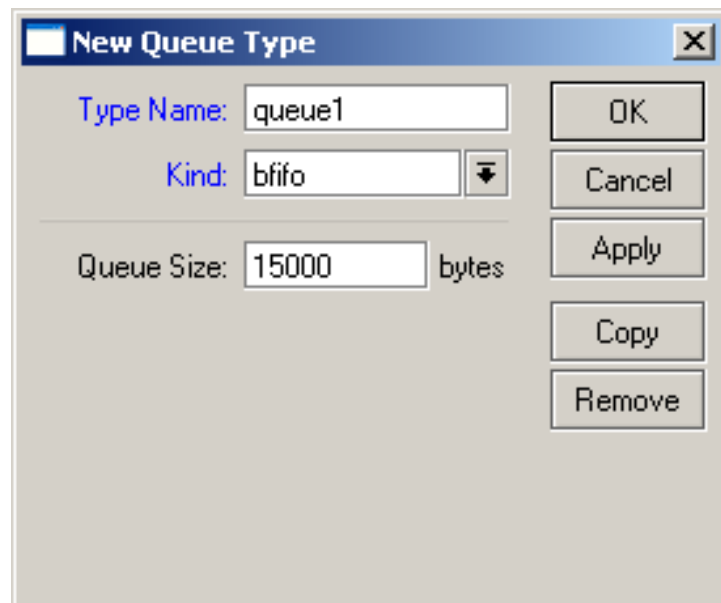 New Queue Type
Type Name: queue1
OK
Kind: bfifo
Cancel
Queue Size: 15000 bytes
Apply
Copy
Remove